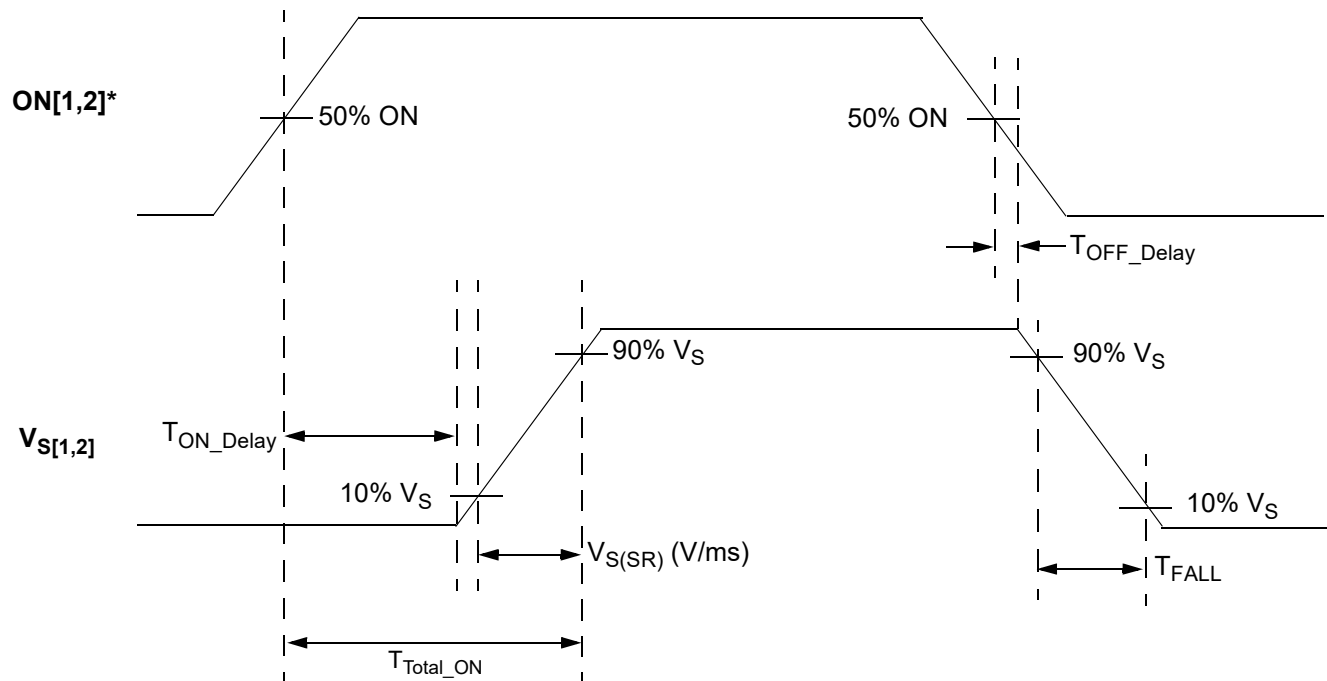 ON[1,2]*
50% ON
50% ON
TOFF_Delay
90% VS
90% VS
VS[1,2]
TON_Delay
10% VS
10% VS
VS(SR) (V/ms)
TFALL
TTotal_ON